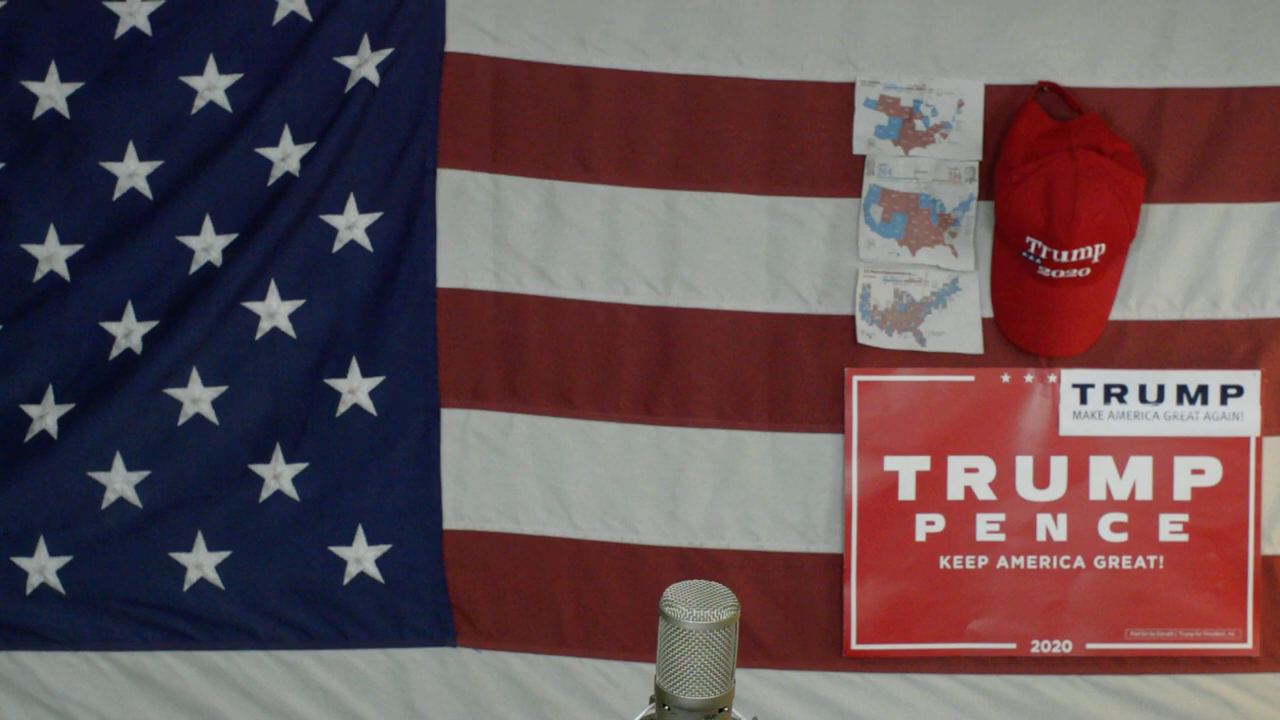 Trump
2020
TRUMP
MAKE AMERICA GREAT AGAIN!
TRUMP
PENCE
KEEP AMERICA GREAT!
2020